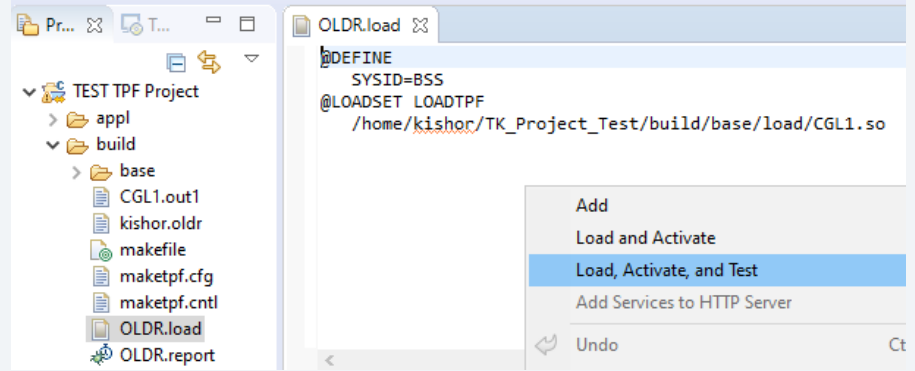 Pr...
T...
TEST TPF Project
appl
build
base
CGL1.out1
kishor.oldr
makefile
maketpf.cfg
maketpf.cntl
OLDR.load
OLDR.report
OLDR.load
@DEFINE
SYSID=BSS
@LOADSET LOADTPF
/home/kishor/TK_Project_Test/build/base/load/CGL1.so
Add
Load and Activate
Load, Activate, and Test
Add Services to HTTP Server
Undo Ct